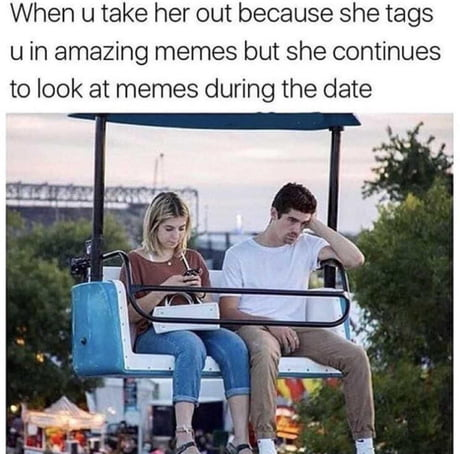 When u take her out because she tags
u in amazing memes but she continues
to look at memes during the date